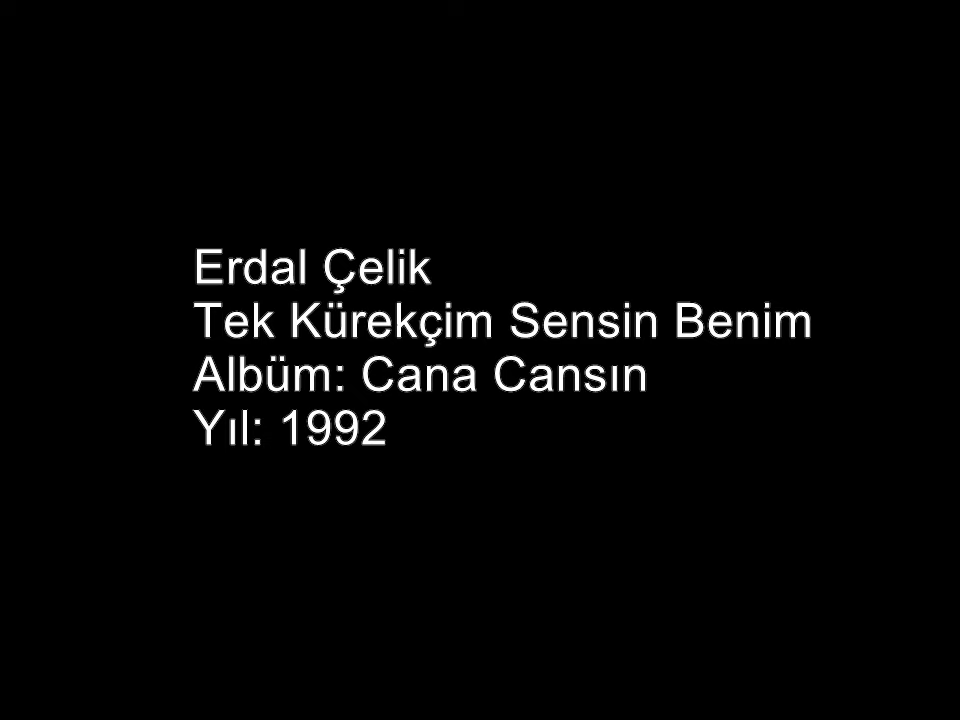 Erdal Çelik
Tek Kürekçim Sensin Benim
Albüm: Cana Cansın
Yıl: 1992